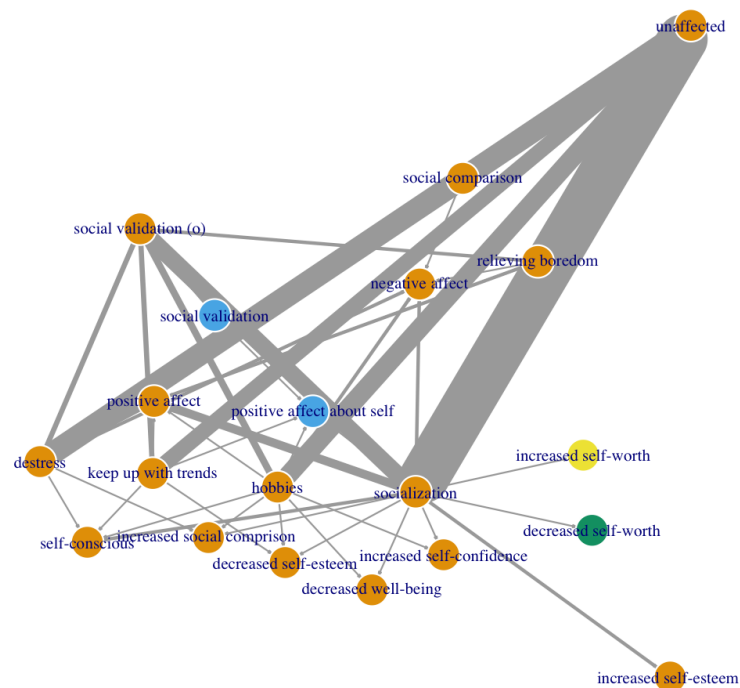 unaffected
social comparison
social validation (o)
relieving boredom
negative affect
social validation
positive affect
positive affect about self
increased self-worth
destress
keep up with trends
hobbies
socialization
decreased self-worth
self-conscious
increased social comprison
increased self-confidence
decreased self-esteem
decreased well-being
increased self-esteem